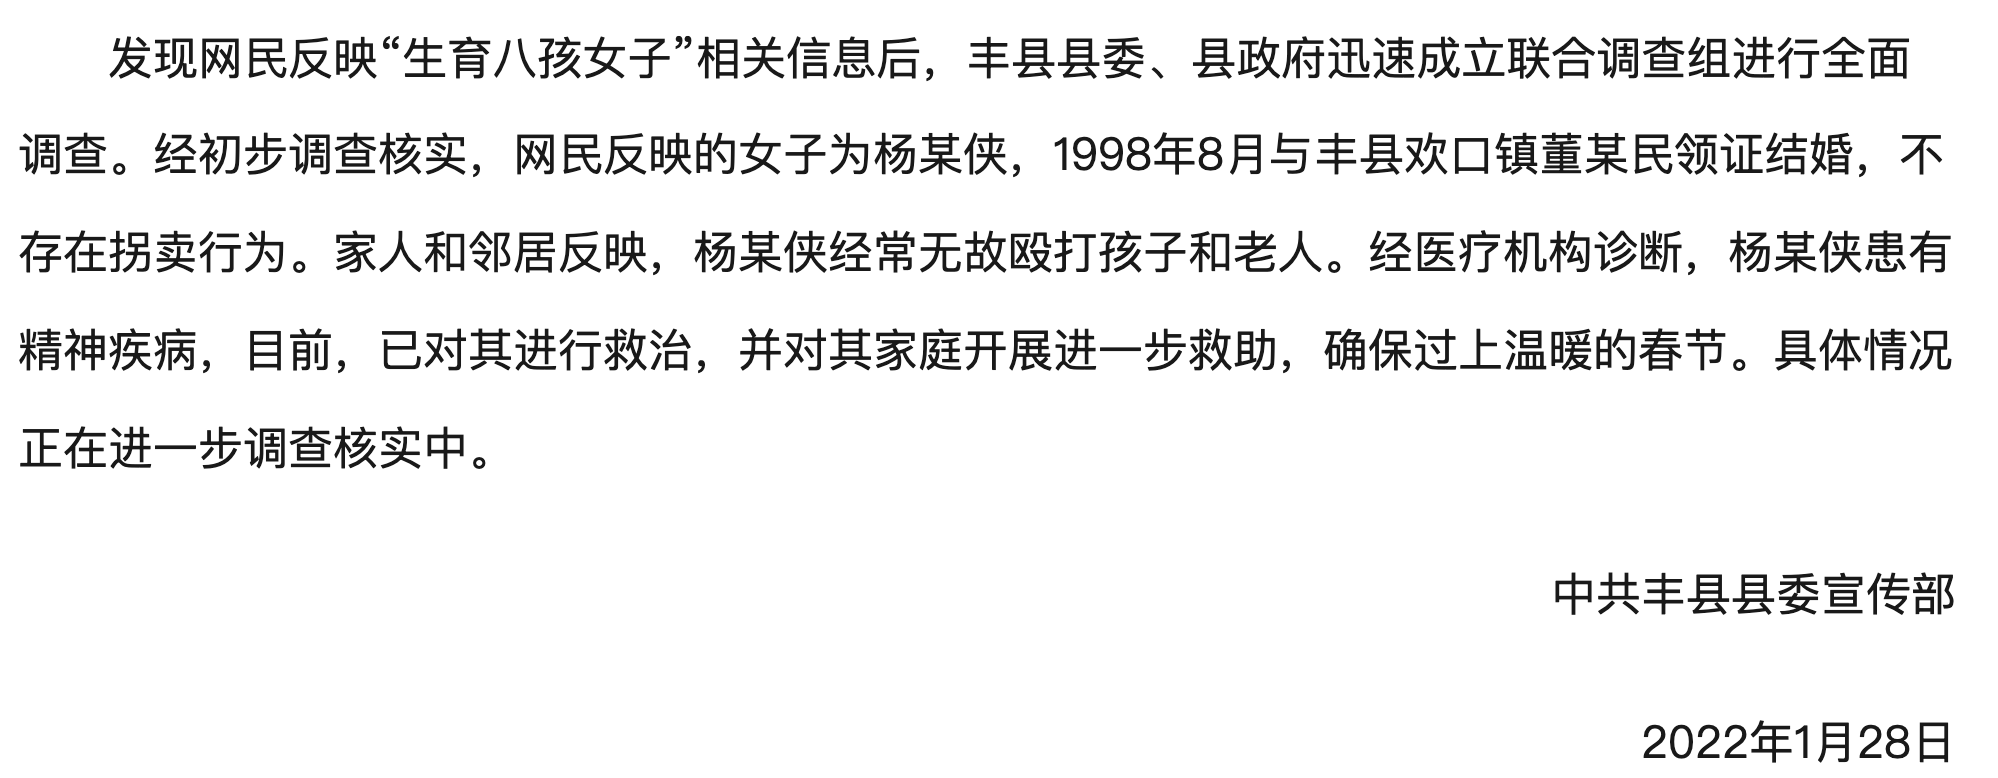 发现网民反映“生育八孩女子”相关信息后，丰县县委、县政府迅速成立联合调查组进行全面
调查。经初步调查核实，网民反映的女子为杨某侠，1998年8月与丰县欢口镇董某民领证结婚，不
存在拐卖行为。家人和邻居反映，杨某侠经常无故殴打孩子和老人。经医疗机构诊断，杨某侠患有
精神疾病，目前，已对其进行救治，并对其家庭开展进一步救助，确保过上温暖的春节。具体情况
正在进一步调查核实中。
中共丰县县委宣传部
2022年1月28日